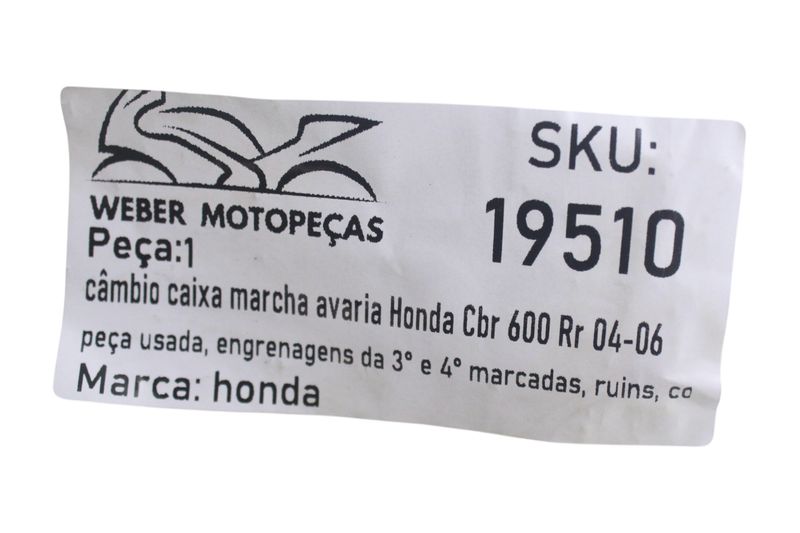 WEBER MOTOPEÇAS
SKU:
19510
Peça:1
câmbio caixa marcha avaria Honda Cbr 600 Rr 04-06
peça usada, engrenagens da 3° e 4° marcadas, ruins, co
Marca: honda